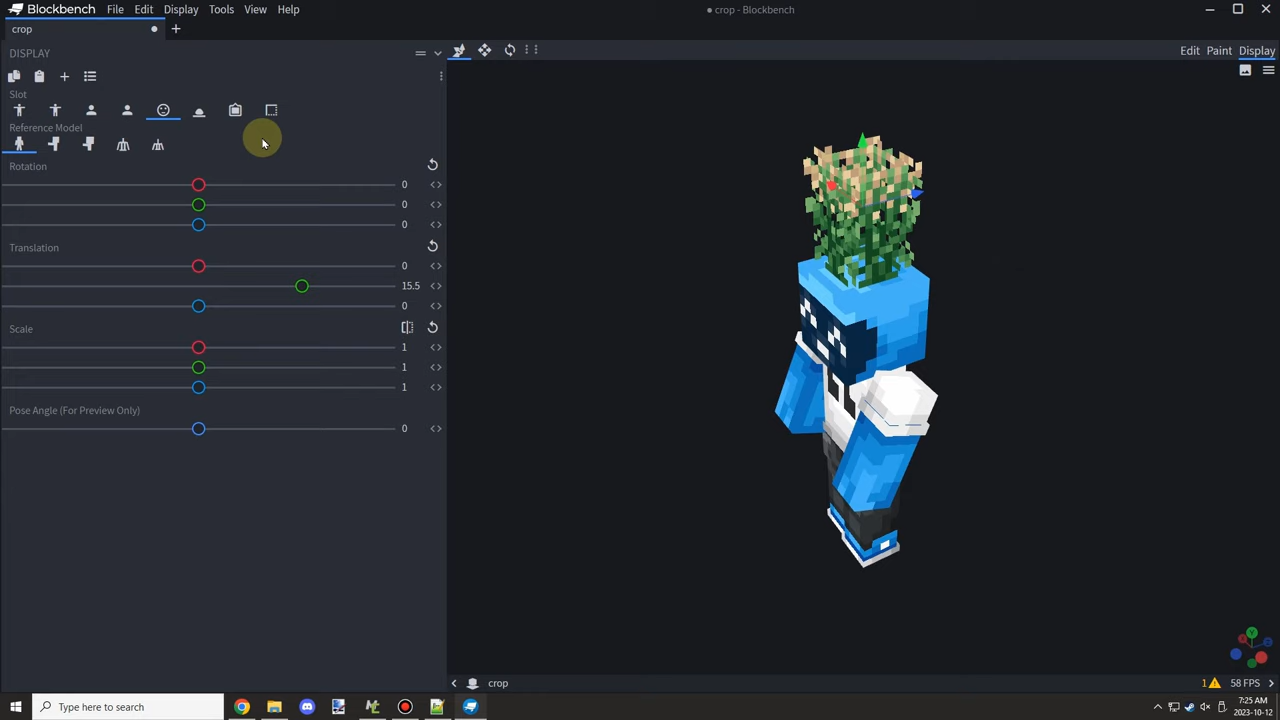 Blockbench File Edit Display Tools View Help
crop - Blockbench
crop
DISPLAY
Edit Paint Display
Slot
Reference Model
Rotation
0
0
0
Translation
0
15.5
0
Scale
1
1
1
Pose Angle (For Preview Only)
0
crop
1
58 FPS
Type here to search
7:25 AM
2023-10-12